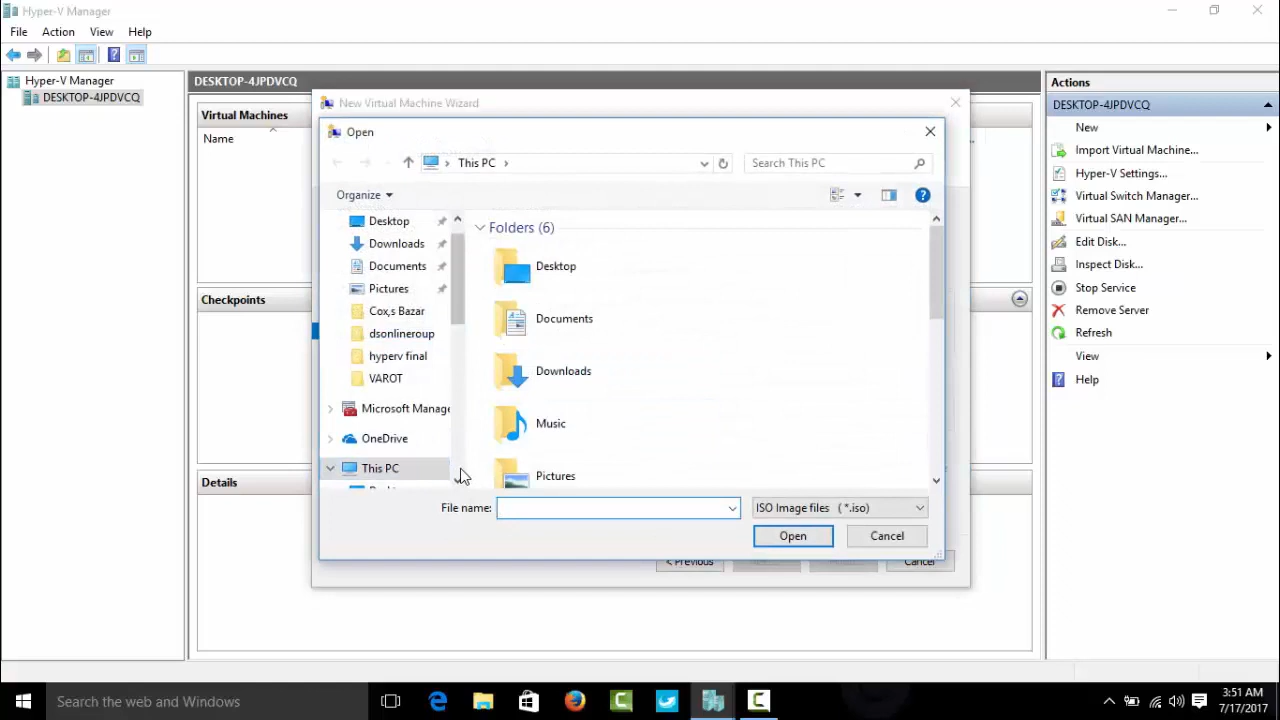 Hyper-V Manager
File Action View Help
Hyper-V Manager
DESKTOP-4JPDVCQ
DESKTOP-4JPDVCQ
Virtual Machines
Name
Checkpoints
Details
New Virtual Machine Wizard
Open
This PC
Search This PC
Organize
Desktop
Downloads
Documents
Pictures
Cox,s Bazar
dsonlineroup
hyperv final
VAROT
Microsoft Manage
OneDrive
This PC
Folders (6)
Desktop
Documents
Downloads
Music
Pictures
File name:
ISO Image files (*.iso)
Open Cancel
< Previous Cancel
Actions
DESKTOP-4JPDVCQ
New
Import Virtual Machine...
Hyper-V Settings...
Virtual Switch Manager...
Virtual SAN Manager...
Edit Disk...
Inspect Disk...
Stop Service
Remove Server
Refresh
View
Help
Search the web and Windows
3:51 AM
7/17/2017